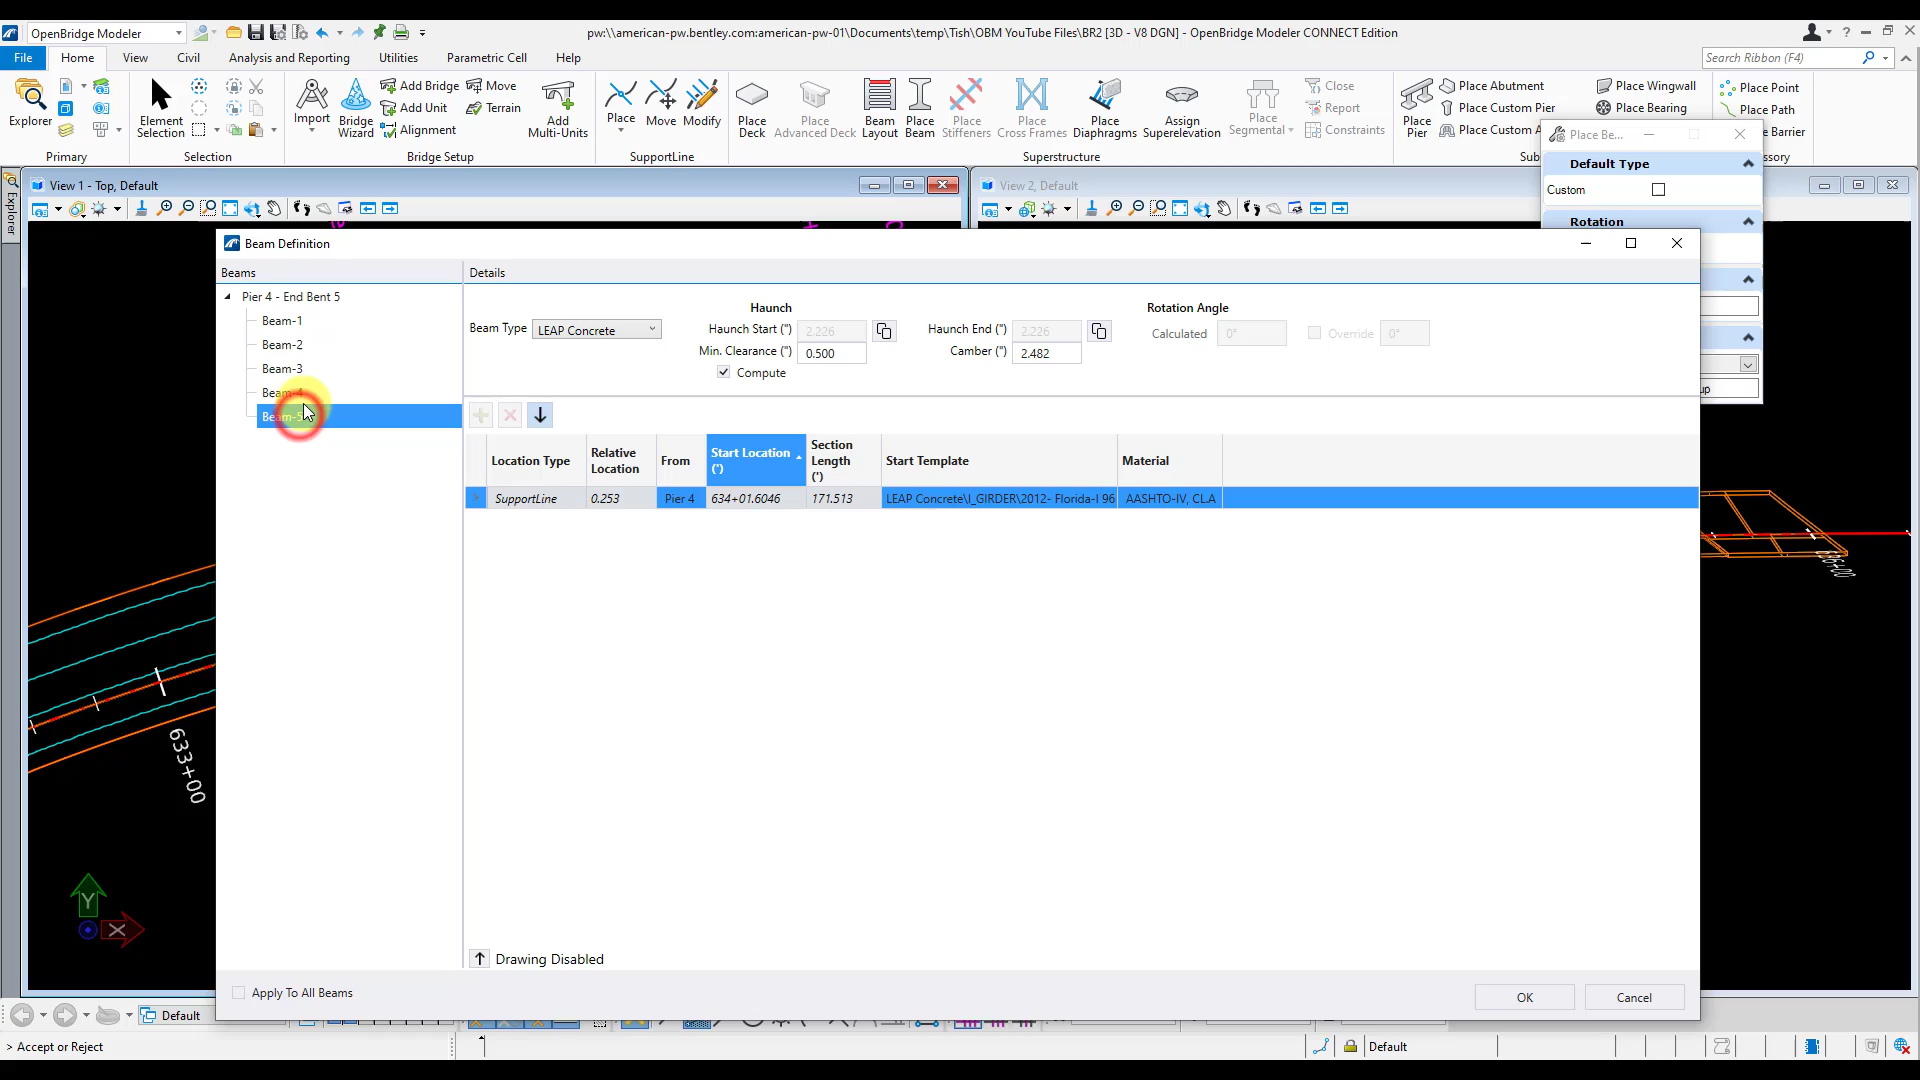 OpenBridge Modeler
pw:\\american-pw.bentley.com:american-pw-01\Documents\temp\Tish\OBM YouTube Files\BR2 [3D - V8 DGN] - OpenBridge Modeler CONNECT Edition
File Home View Civil Analysis and Reporting Utilities Parametric Cell Help
Search Ribbon (F4)
Explorer
Element Selection
Import
Bridge Wizard
Add Bridge
Add Unit
Alignment
Move
Terrain
Add Multi-Units
Place
Move
Modify
Place Deck
Place Advanced Deck
Beam Layout
Place Beam
Place Stiffeners
Place Cross Frames
Place Diaphragms
Assign Superelevation
Place Segmental
Close
Report
Constraints
Place Pier
Place Abutment
Place Custom Pier
Place Custom A
Place Wingwall
Place Bearing
Place Point
Place Path
Barrier
Primary Selection Bridge Setup SupportLine Superstructure Sub ssory
Place Be...
Default Type
Custom
Rotation
up
Explorer
View 1 - Top, Default
View 2, Default
Beam Definition
Beams
Pier 4 - End Bent 5
Beam-1
Beam-2
Beam-3
Beam-4
Beam-5
Details
Beam Type LEAP Concrete
Haunch
Haunch Start (") 2.226
Haunch End (") 2.226
Min. Clearance (") 0.500
Camber (") 2.482
Compute
Rotation Angle
Calculated 0° Override 0°
Location Type Relative Location From Start Location (') Section Length (') Start Template Material
SupportLine 0.253 Pier 4 634+01.6046 171.513 LEAP Concrete\I_GIRDER\2012- Florida-I 96 AASHTO-IV, CL.A
Drawing Disabled
Apply To All Beams
OK Cancel
633+00
636+00
Y
X
Default
> Accept or Reject
Default